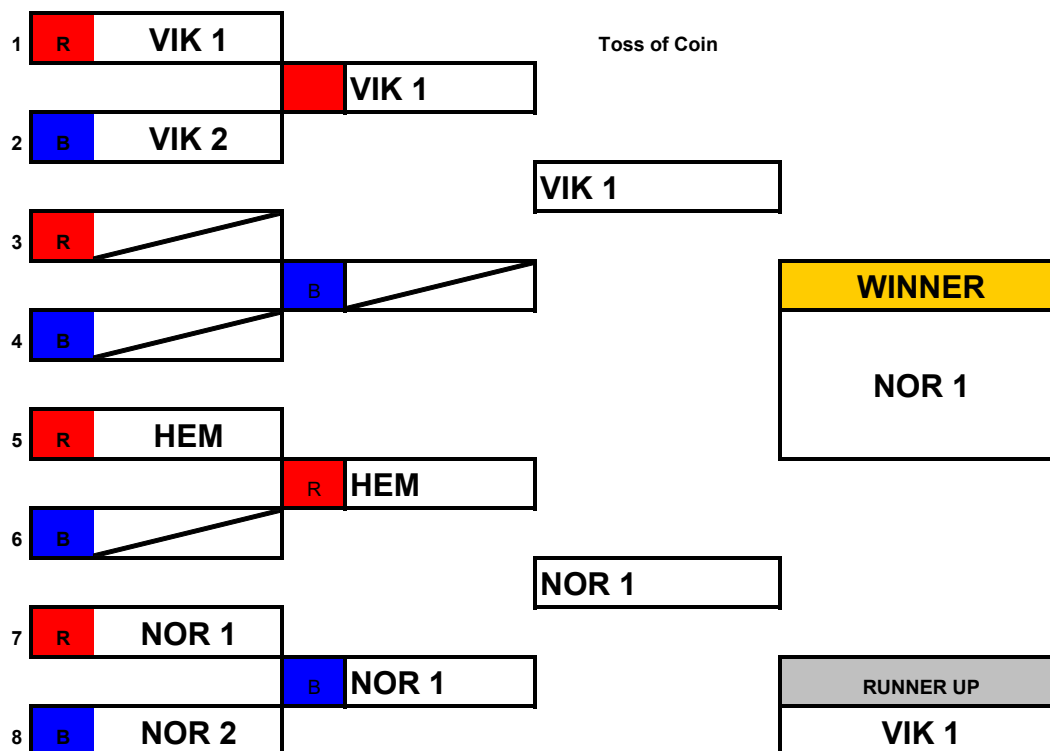 1 R VIK 1
Toss of Coin
VIK 1
2 B VIK 2
VIK 1
3 R
B
WINNER
4 B
NOR 1
5 R HEM
R HEM
6 B
NOR 1
7 R NOR 1
B NOR 1
RUNNER UP
8 B NOR 2
VIK 1